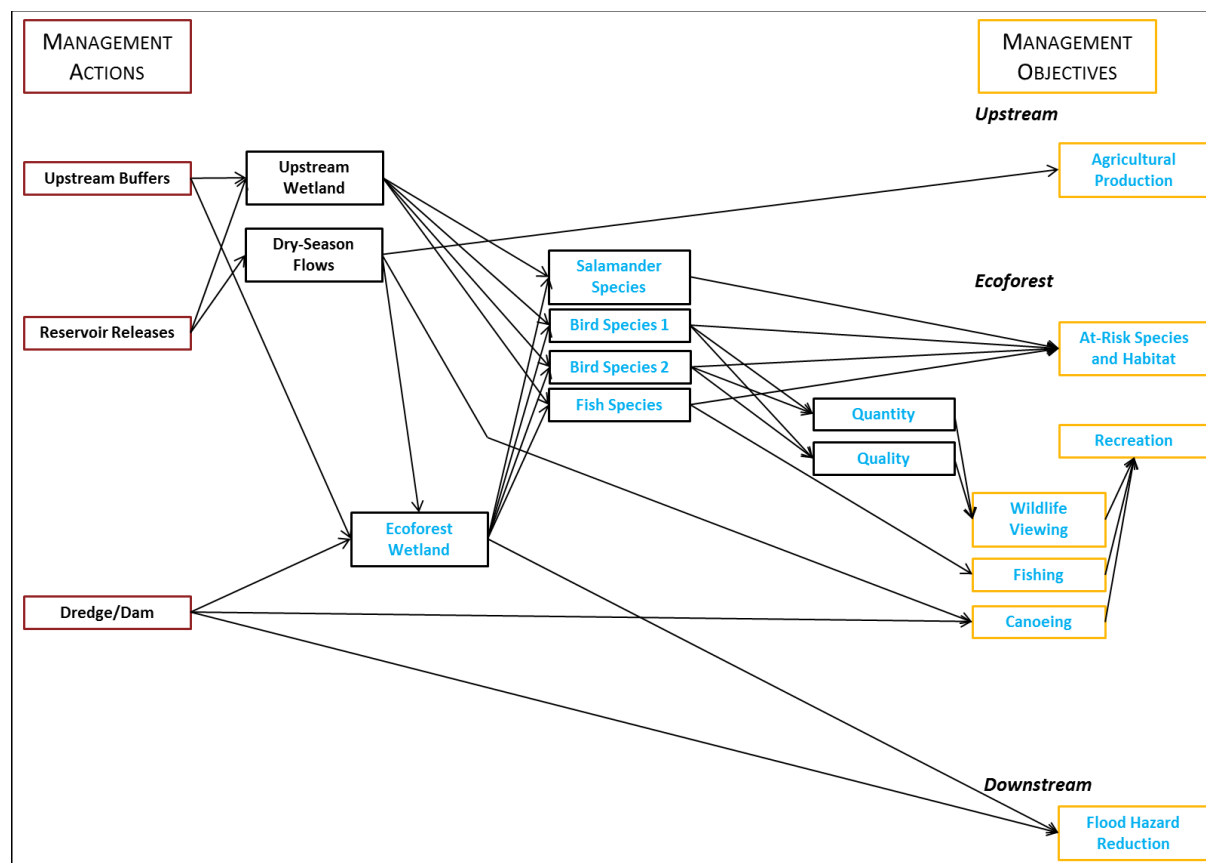 MANAGEMENT
ACTIONS
MANAGEMENT
OBJECTIVES
Upstream
Upstream Buffers
Upstream
Wetland
Agricultural
Production
Dry-Season
Flows
Reservoir Releases
Salamander
Species
Ecoforest
Bird Species 1
At-Risk Species
and Habitat
Bird Species 2
Fish Species
Quantity
Recreation
Quality
Wildlife
Viewing
Ecoforest
Wetland
Fishing
Dredge/Dam
Canoeing
Downstream
Flood Hazard
Reduction